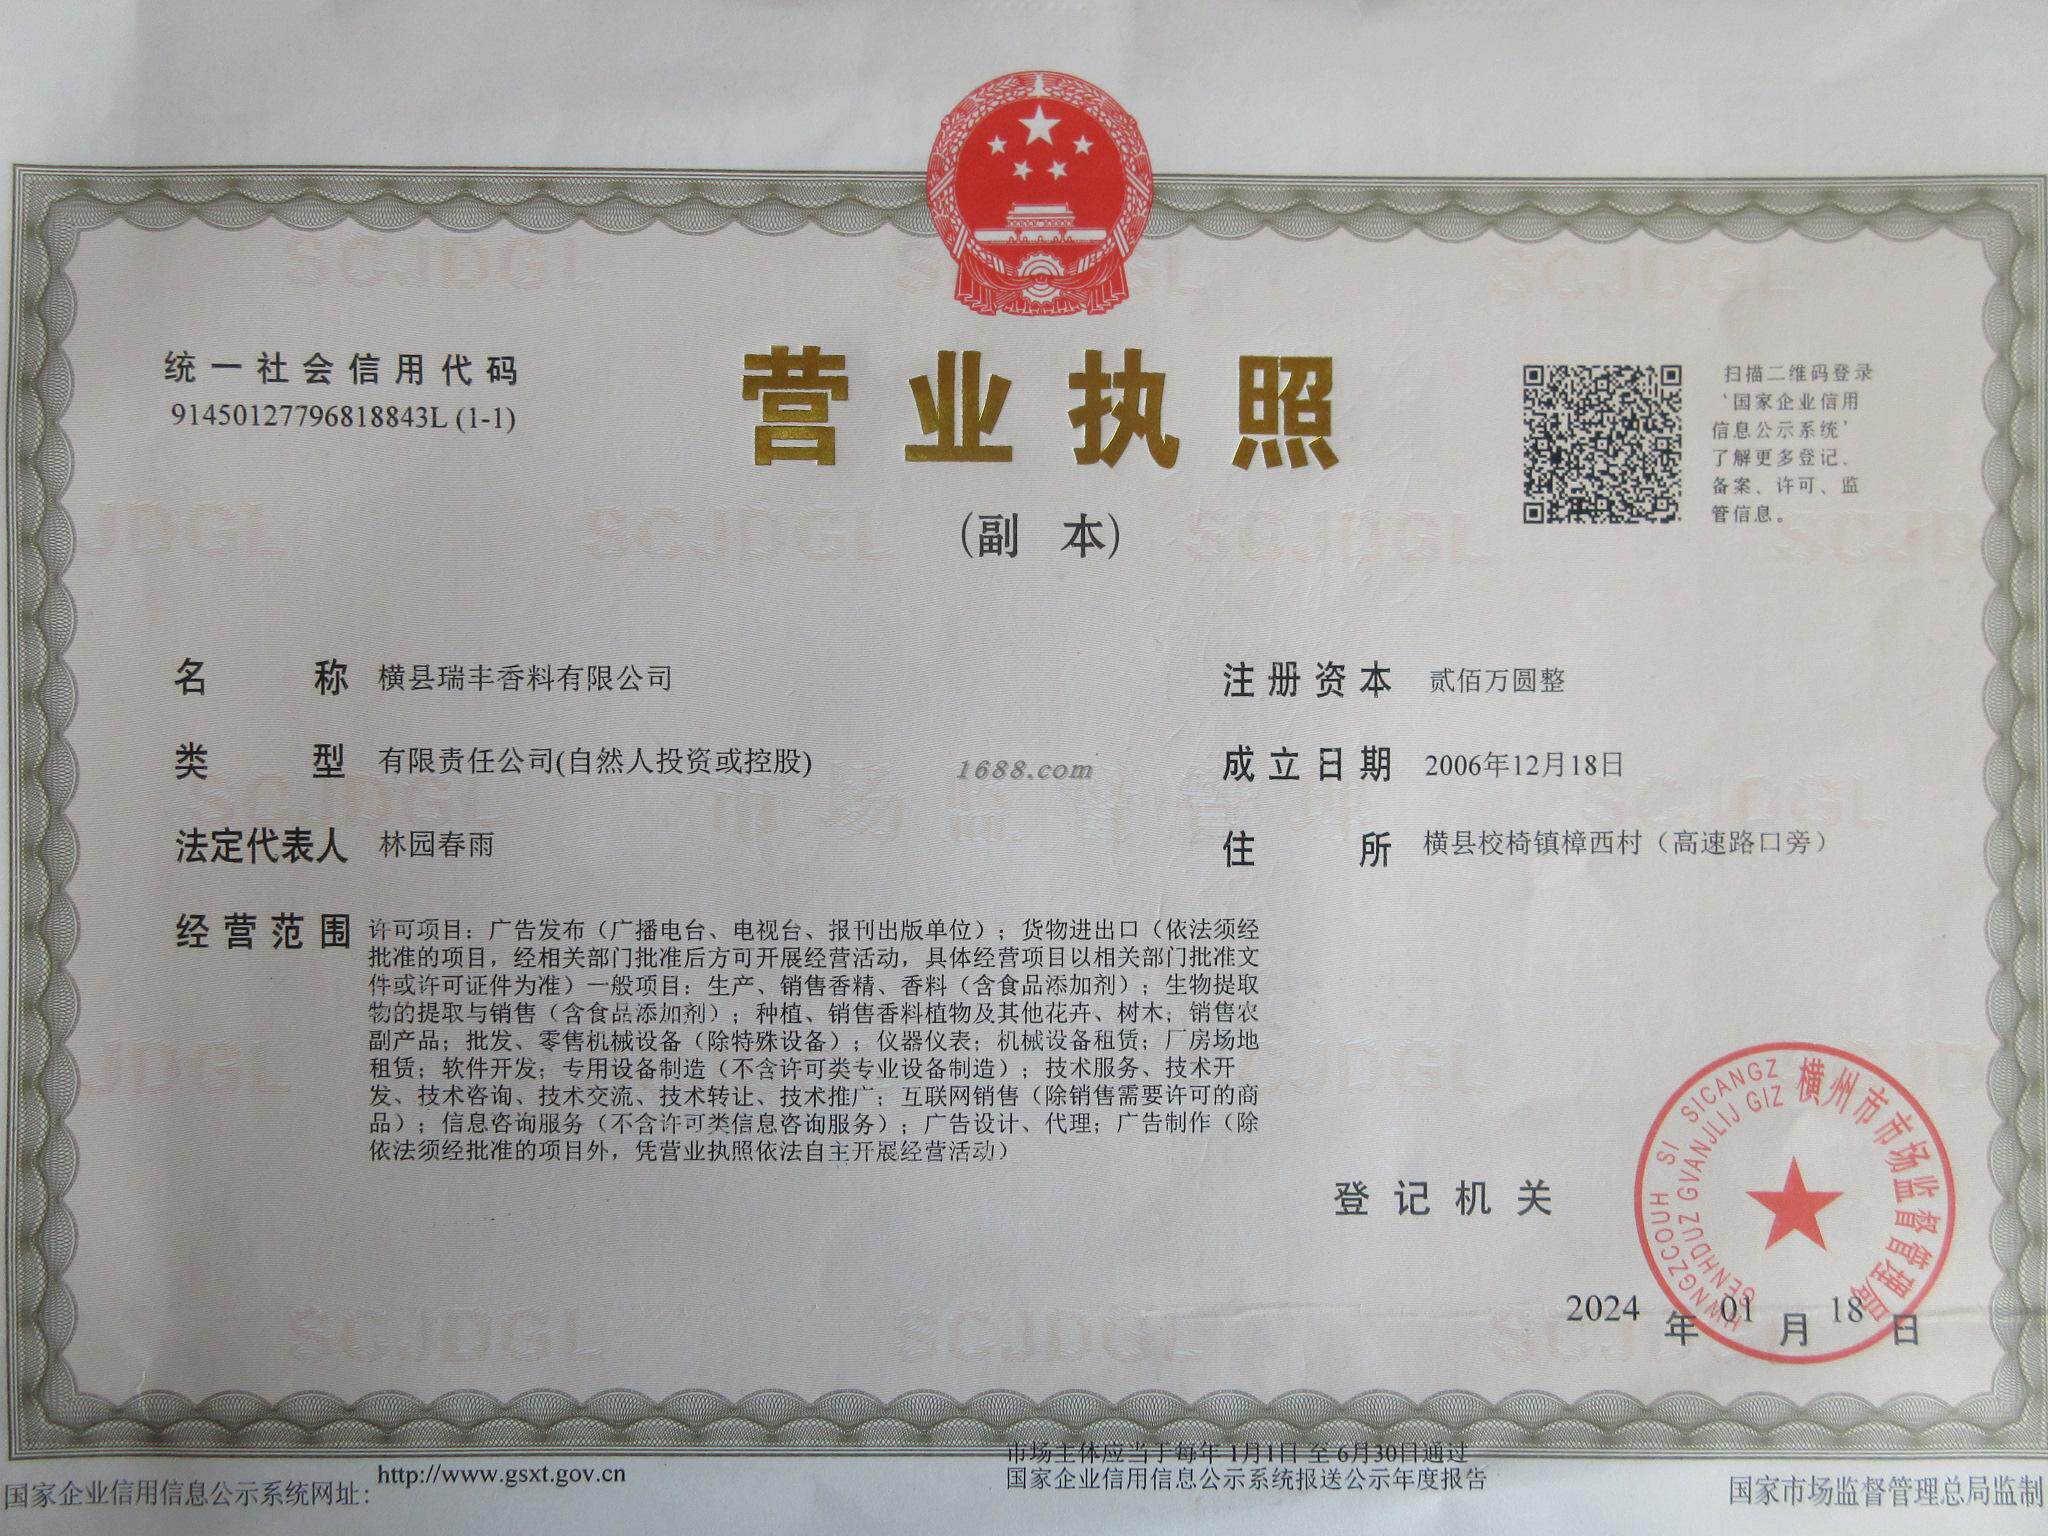 统一社会信用代码
91450127796818843L (1-1)
营业执照
(副 本)
扫描二维码登录
‘国家企业信用
信息公示系统’
了解更多登记、
备案、许可、监
管信息。
名 称 横县瑞丰香料有限公司
类 型 有限责任公司(自然人投资或控股)
法定代表人 林园春雨
经营范围 许可项目：广告发布（广播电台、电视台、报刊出版单位）；货物进出口（依法须经
批准的项目，经相关部门批准后方可开展经营活动，具体经营项目以相关部门批准文
件或许可证件为准）一般项目：生产、销售香精、香料（含食品添加剂）；生物提取
物的提取与销售（含食品添加剂）；种植、销售香料植物及其他花卉、树木；销售农
副产品；批发、零售机械设备（除特殊设备）；仪器仪表；机械设备租赁；厂房场地
租赁；软件开发；专用设备制造（不含许可类专业设备制造）；技术服务、技术开
发、技术咨询、技术交流、技术转让、技术推广；互联网销售（除销售需要许可的商
品）；信息咨询服务（不含许可类信息咨询服务）；广告设计、代理；广告制作（除
依法须经批准的项目外，凭营业执照依法自主开展经营活动）
注册资本 贰佰万圆整
成立日期 2006年12月18日
住 所 横县校椅镇樟西村（高速路口旁）
1688.com
SCJDGL
市场监督管理
登记机关
横州市市场监督管理局
HWNGZCOUH SI SICANGZ
GENHDUZ GVANJLIJ GIZ
2024 年 01 月 18 日
国家企业信用信息公示系统网址：http://www.gsxt.gov.cn
市场主体应当于每年 1月1日 至 6月30日通过
国家企业信用信息公示系统报送公示年度报告
国家市场监督管理总局监制